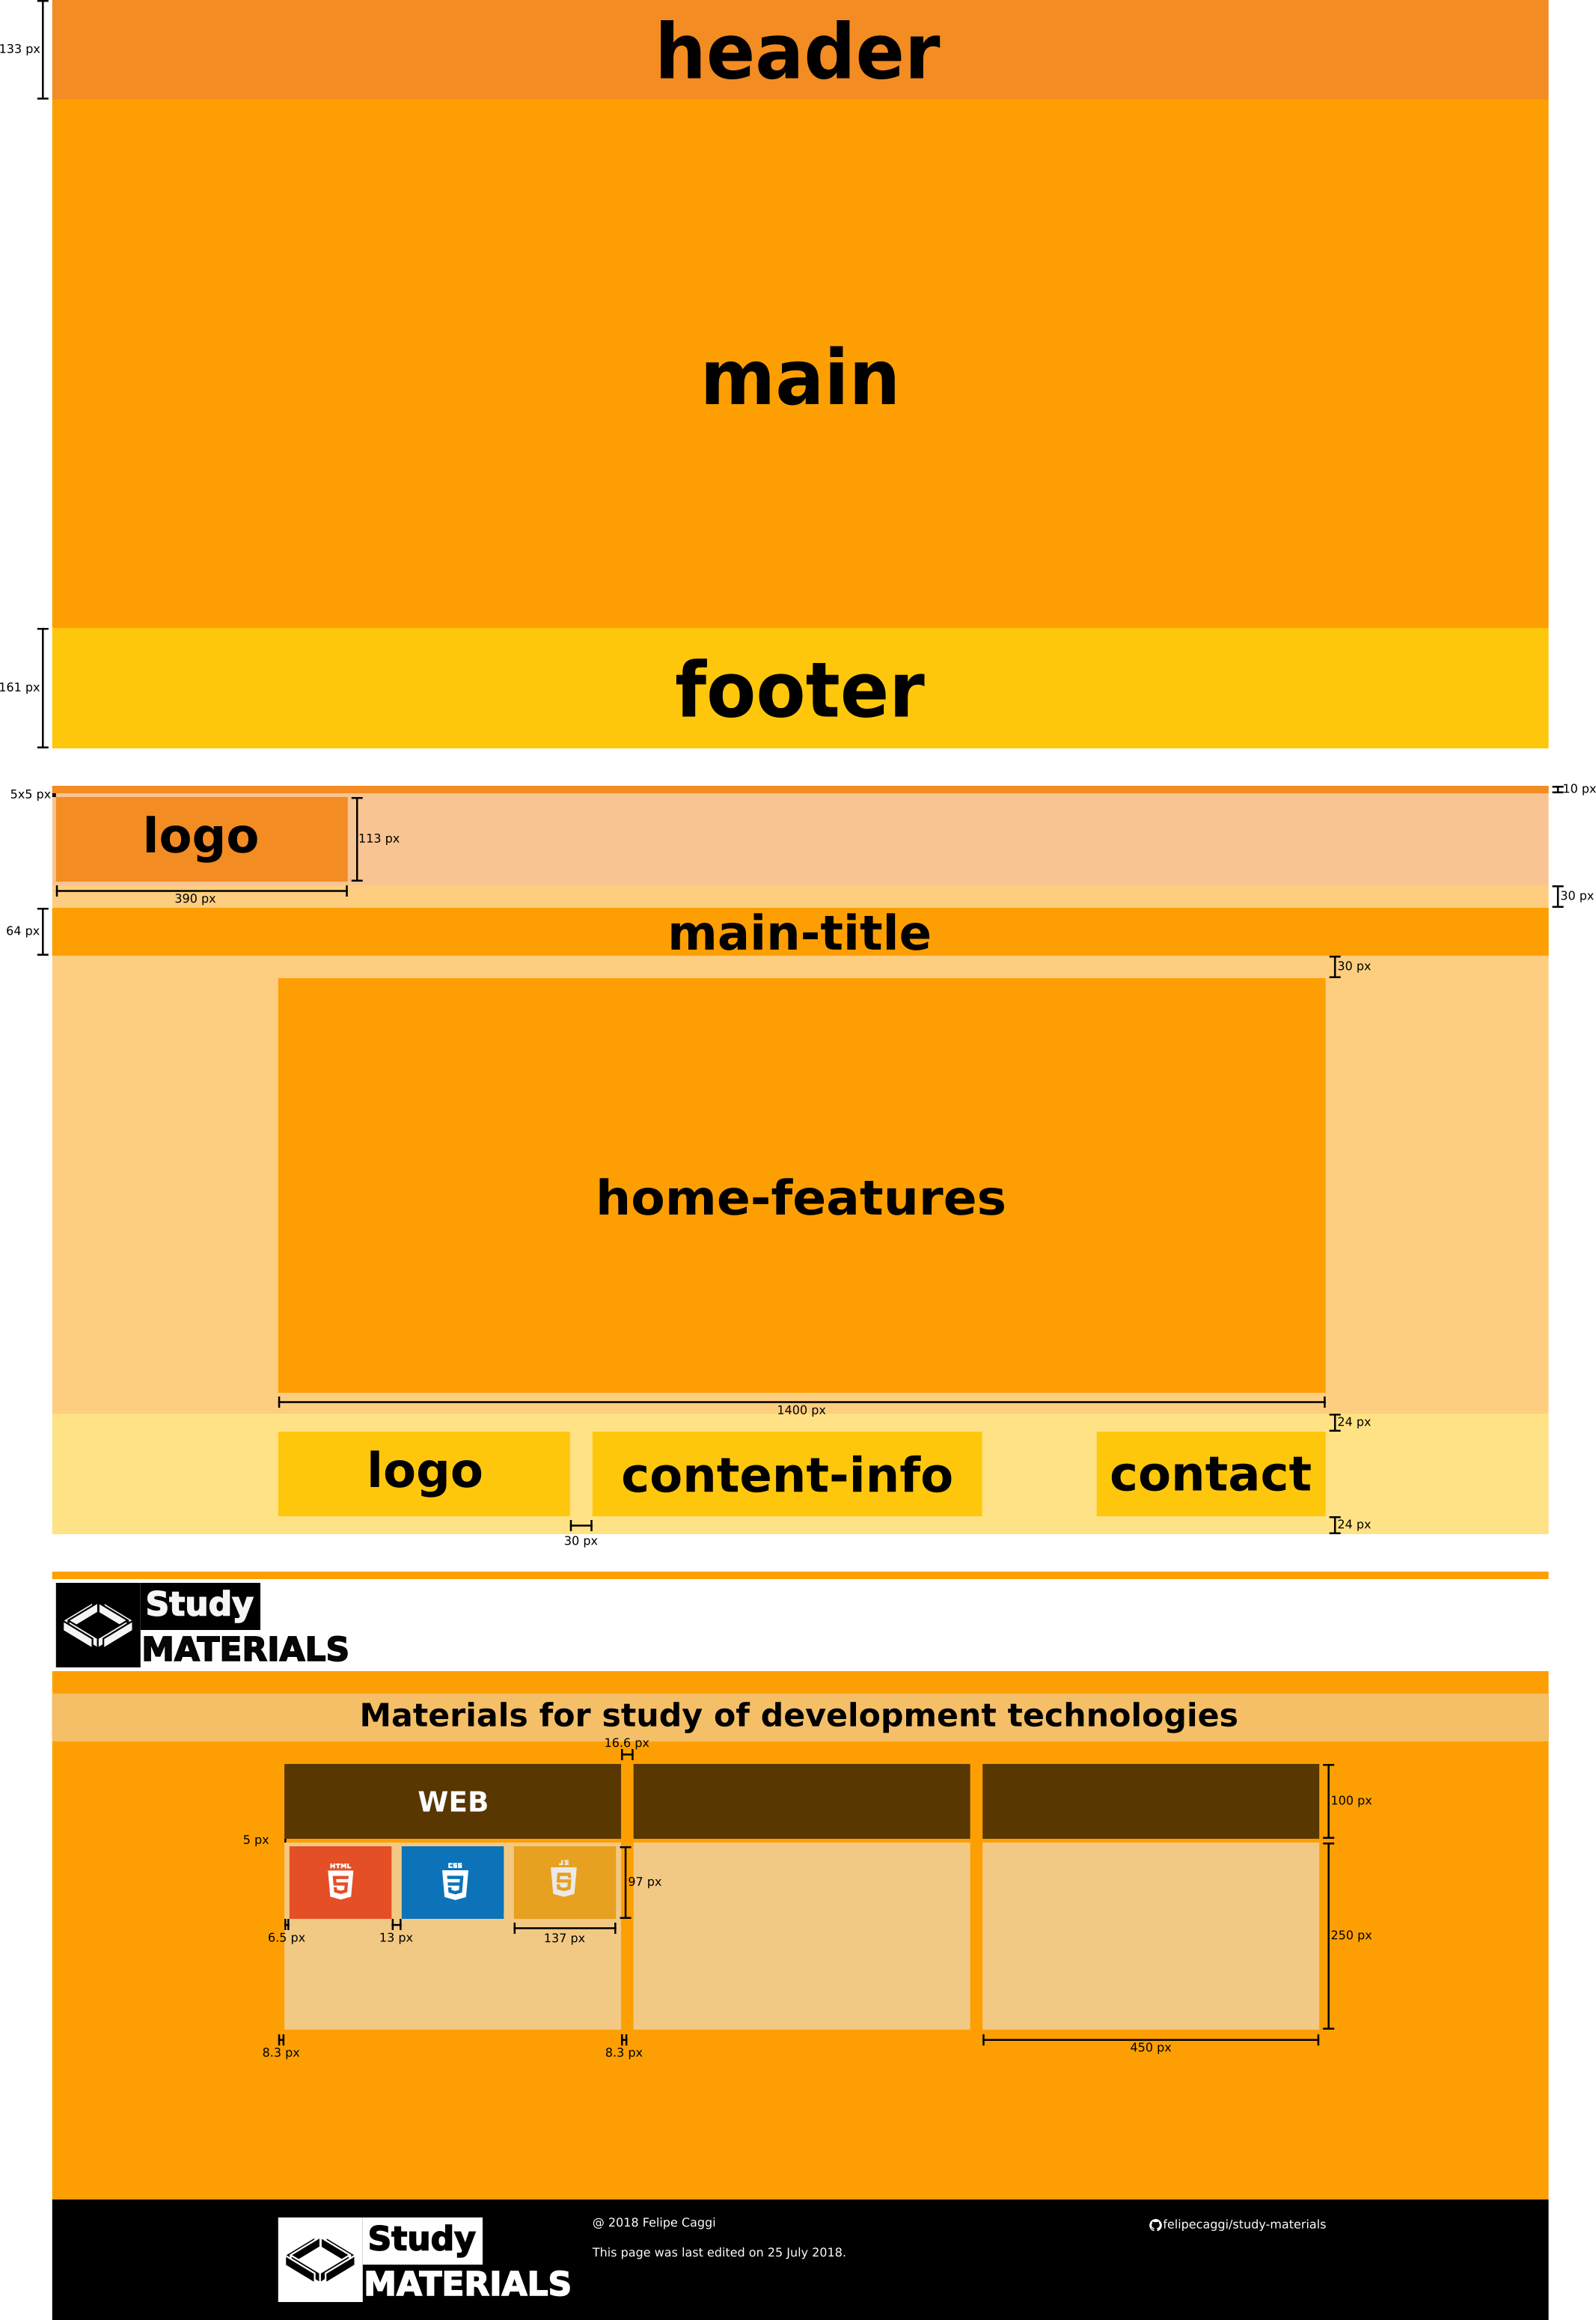 header
133 px
main
footer
161 px
10 px
5x5 px
logo
113 px
390 px
30 px
64 px
main-title
30 px
home-features
1400 px
24 px
logo
content-info
contact
24 px
30 px
Study
MATERIALS
Materials for study of development technologies
16.6 px
WEB
100 px
5 px
HTML
CSS
JS
97 px
6.5 px
13 px
137 px
250 px
8.3 px
8.3 px
450 px
Study
MATERIALS
@ 2018 Felipe Caggi
felipecaggi/study-materials
This page was last edited on 25 July 2018.